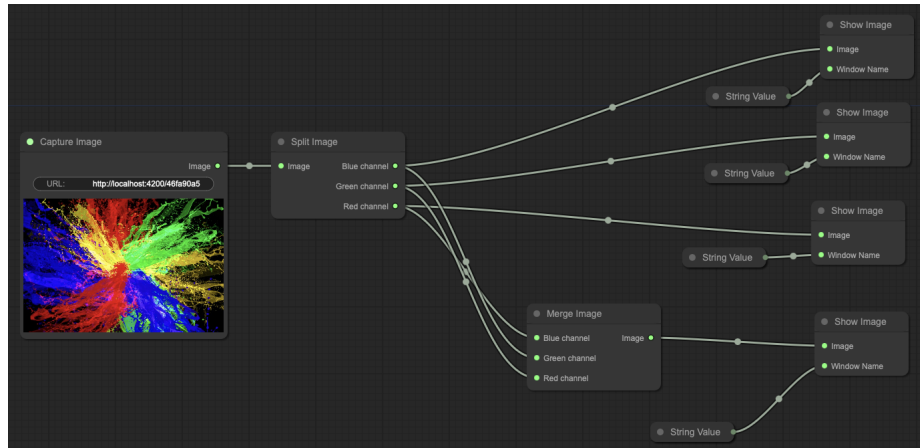 Capture Image
Image
URL: http://localhost:4200/46fa90a5
Split Image
Image Blue channel
Green channel
Red channel
Show Image
Image
Window Name
String Value
Show Image
Image
Window Name
String Value
Show Image
Image
Window Name
String Value
Merge Image
Blue channel Image
Green channel
Red channel
Show Image
Image
Window Name
String Value